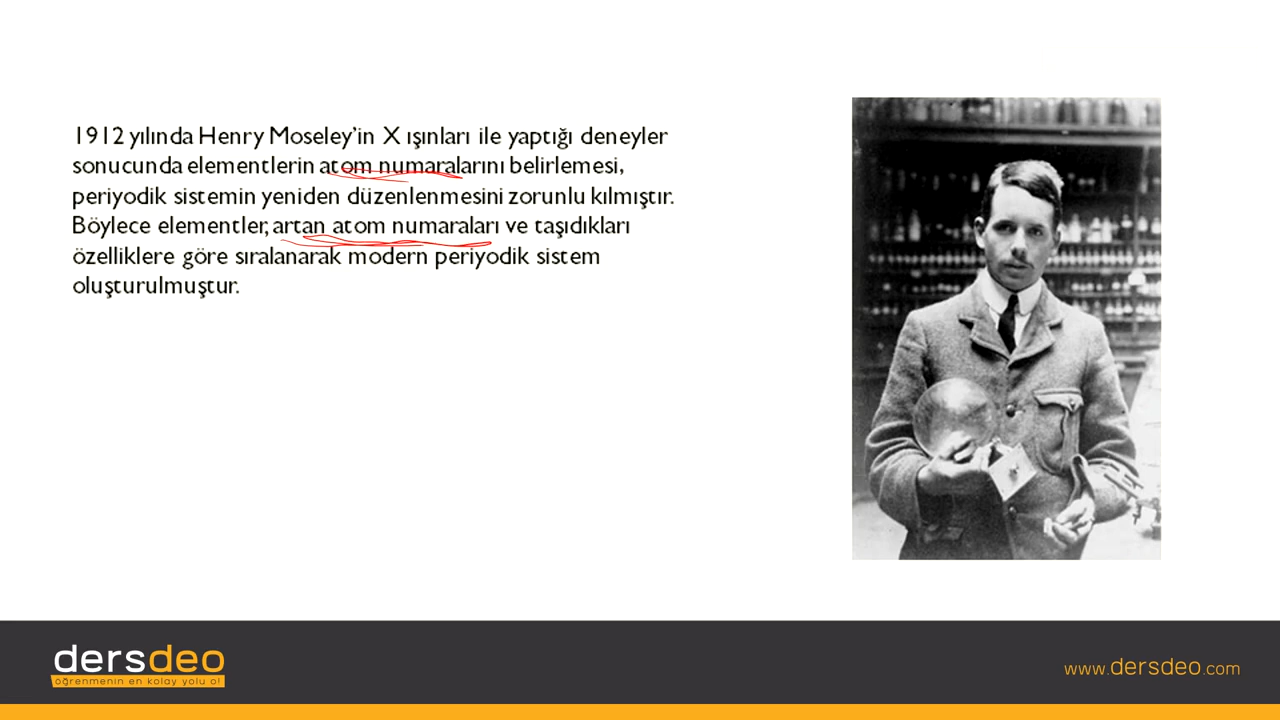 1912 yılında Henry Moseley’in X ışınları ile yaptığı deneyler
sonucunda elementlerin atom numaralarını belirlemesi,
periyodik sistemin yeniden düzenlenmesini zorunlu kılmıştır.
Böylece elementler, artan atom numaraları ve taşıdıkları
özelliklere göre sıralanarak modern periyodik sistem
oluşturulmuştur.
dersdeo
öğrenmenin en kolay yolu o!
www.dersdeo.com